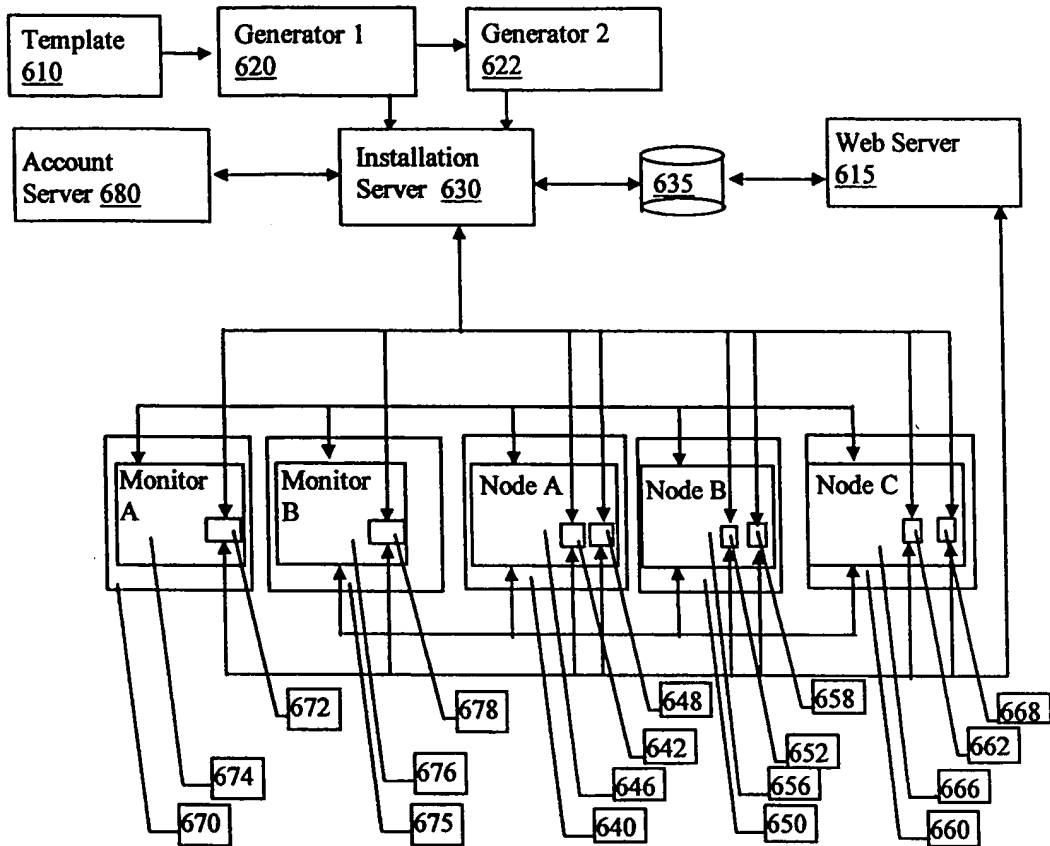 Template
610
Generator 1
620
Generator 2
622
Account
Server 680
Installation
Server 630
635
Web Server
615
Monitor
A
Monitor
B
Node A
Node B
Node C
672
678
648
658
668
642
652
662
674
676
646
656
666
670
675
640
650
660